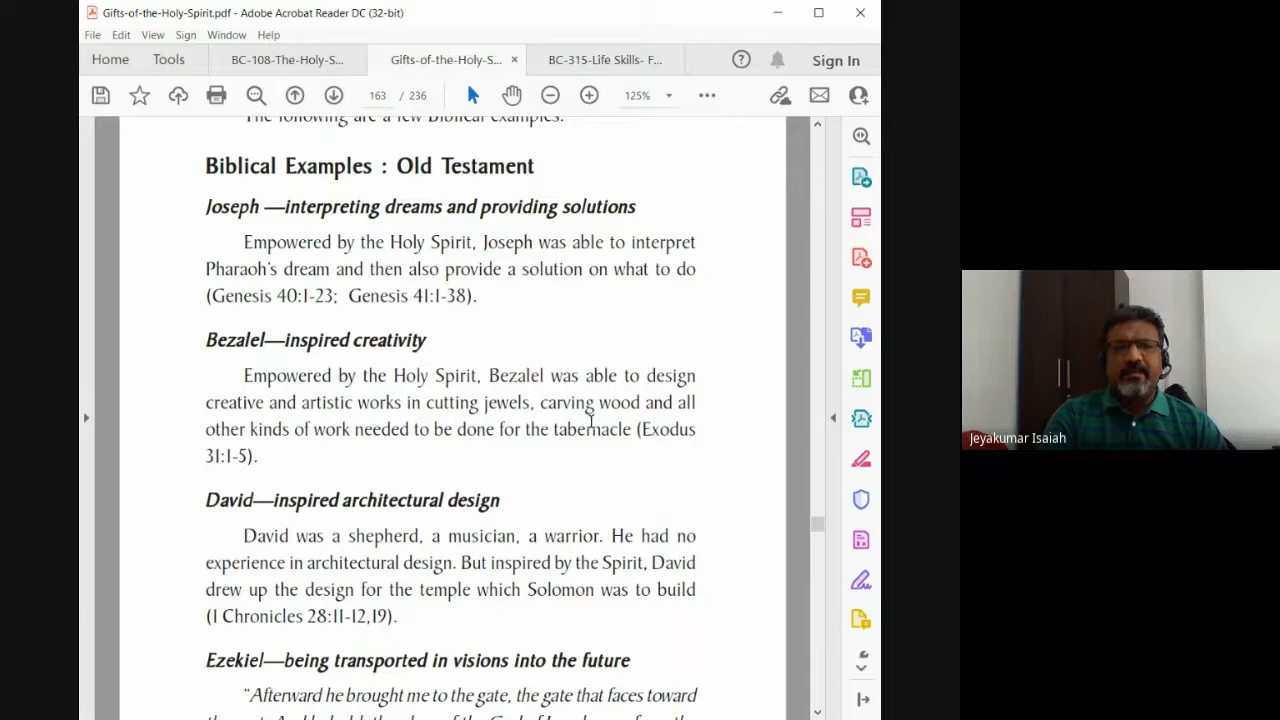 Gifts-of-the-Holy-Spirit.pdf - Adobe Acrobat Reader DC (32-bit)
File Edit View Sign Window Help
Home Tools BC-108-The-Holy-S... Gifts-of-the-Holy-S... × BC-315-Life Skills- F... Sign In
163 / 236 125%
The following are a few Biblical examples:
Biblical Examples : Old Testament
Joseph —interpreting dreams and providing solutions
Empowered by the Holy Spirit, Joseph was able to interpret
Pharaoh's dream and then also provide a solution on what to do
(Genesis 40:1-23; Genesis 41:1-38).
Bezalel—inspired creativity
Empowered by the Holy Spirit, Bezalel was able to design
creative and artistic works in cutting jewels, carving wood and all
other kinds of work needed to be done for the tabernacle (Exodus
31:1-5).
David—inspired architectural design
David was a shepherd, a musician, a warrior. He had no
experience in architectural design. But inspired by the Spirit, David
drew up the design for the temple which Solomon was to build
(1 Chronicles 28:11-12,19).
Ezekiel—being transported in visions into the future
"Afterward he brought me to the gate, the gate that faces toward
Jeyakumar Isaiah